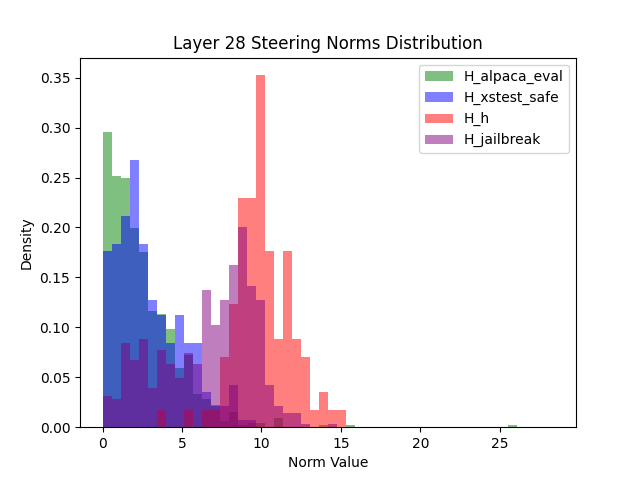 Layer 28 Steering Norms Distribution
H_alpaca_eval
H_xstest_safe
H_h
H_jailbreak
Density
0.35
0.30
0.25
0.20
0.15
0.10
0.05
0.00
0
5
10
15
20
25
Norm Value